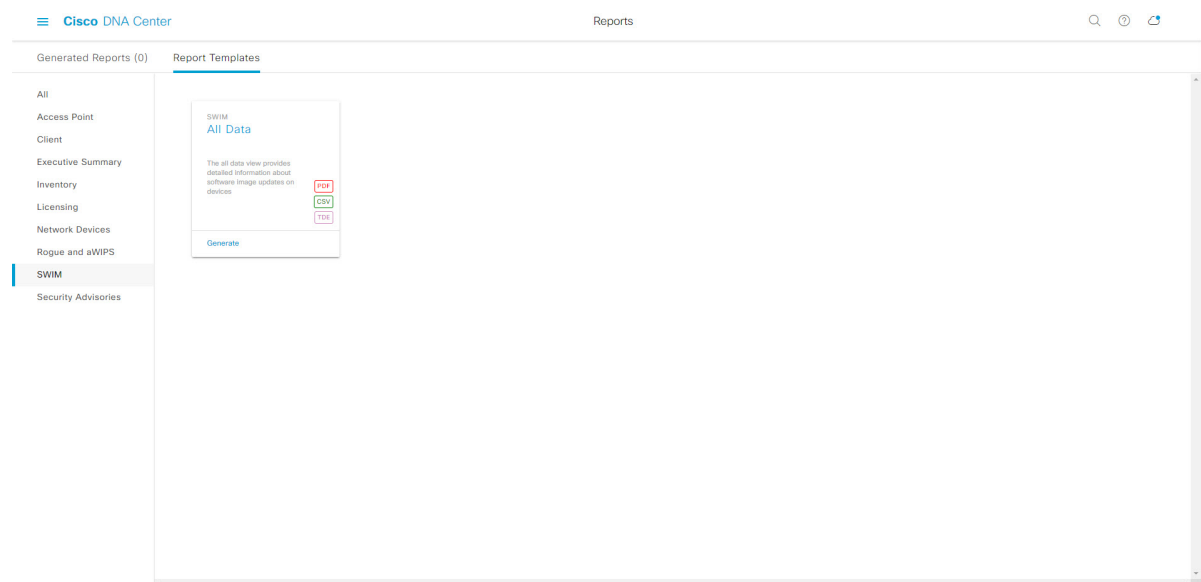 Cisco DNA Center
Reports
Generated Reports (0)
Report Templates
All
Access Point
Client
Executive Summary
Inventory
Licensing
Network Devices
Rogue and aWIPS
SWIM
Security Advisories
SWIM
All Data
The all data view provides
detailed information about
software image updates on
devices
PDF
CSV
TDE
Generate